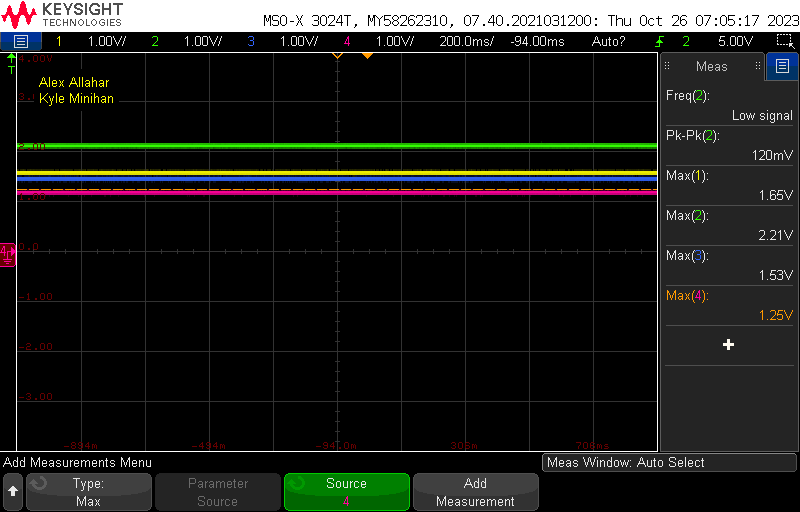 KEYSIGHT
TECHNOLOGIES
MSO-X 3024T, MY58262310, 07.40.2021031200: Thu Oct 26 07:05:17 2023
1 1.00V/ 2 1.00V/ 3 1.00V/ 4 1.00V/ 200.0ms/ -94.00ms Auto? 2 5.00V
T
4.00V
Alex Allahar
Kyle Minihan
2.00
1.00
0.0
4
-1.00
-2.00
-3.00
-894m -494m -94.0m 306m 706ms
Meas
Freq(2):
Low signal
Pk-Pk(2):
120mV
Max(1):
1.65V
Max(2):
2.21V
Max(3):
1.53V
Max(4):
1.25V
+
Add Measurements Menu
Meas Window: Auto Select
Type:
Max
Parameter
Source
Source
4
Add
Measurement